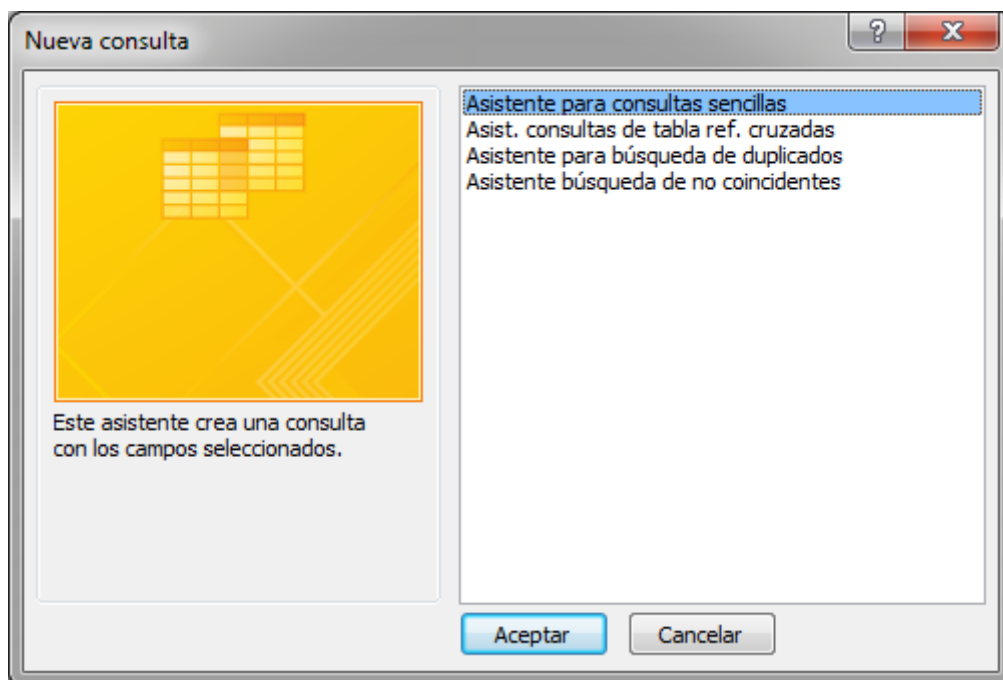 Nueva consulta
Asistente para consultas sencillas
Asist. consultas de tabla ref. cruzadas
Asistente para búsqueda de duplicados
Asistente búsqueda de no coincidentes
Este asistente crea una consulta
con los campos seleccionados.
Aceptar
Cancelar